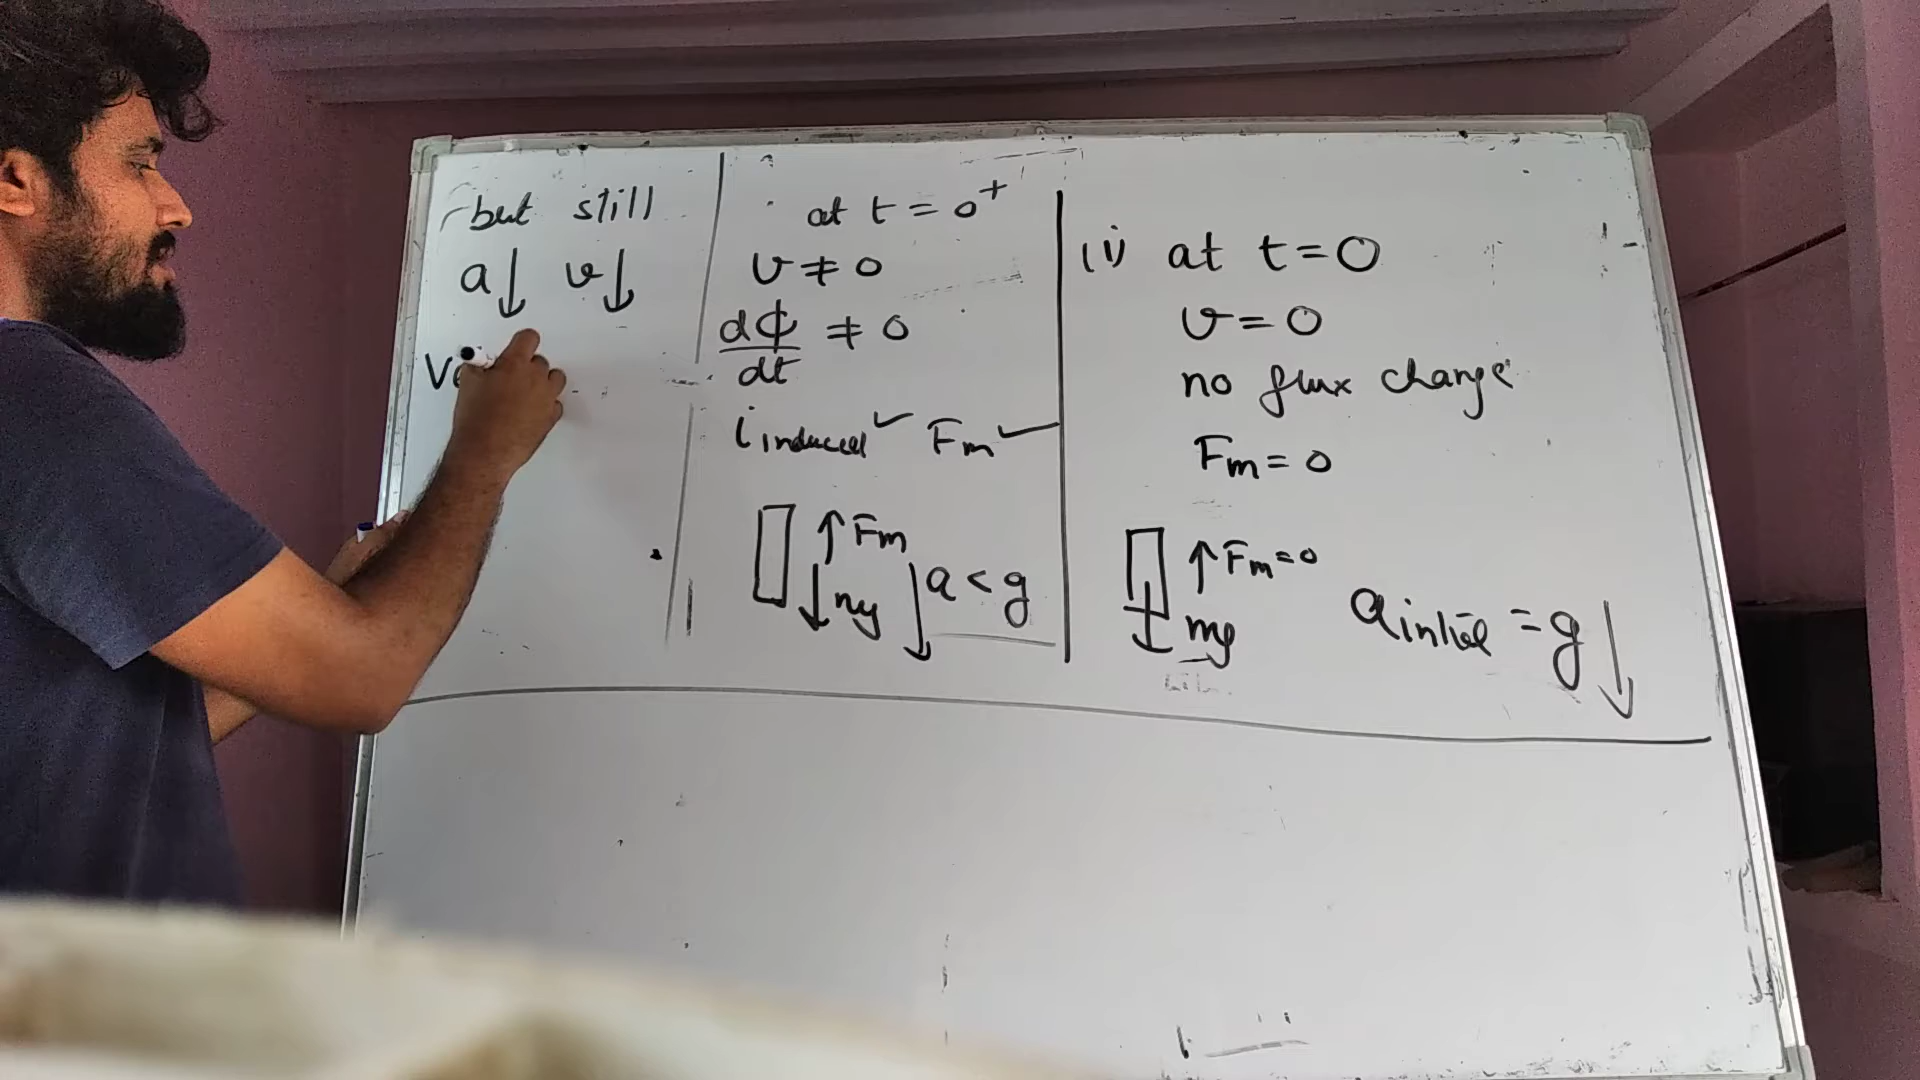 but still
a↓ v↓
at t = 0⁺
v ≠ 0
dΦ/dt ≠ 0
i induced ✓ Fm ✓
↑Fm
↓mg ↓a < g
(i) at t = 0
v = 0
no flux change
Fm = 0
↑Fm = 0
mg
a initial = g ↓